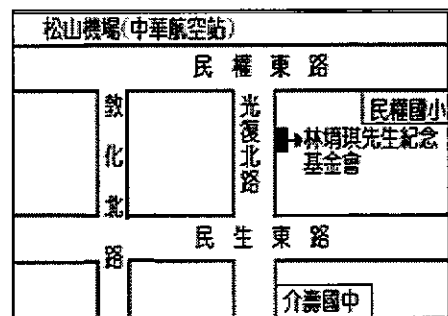 松山機場(中華航空站)
民權東路
敦化北路
光復北路
民權國小
林堉琪先生紀念
基金會
民生東路
介壽國中